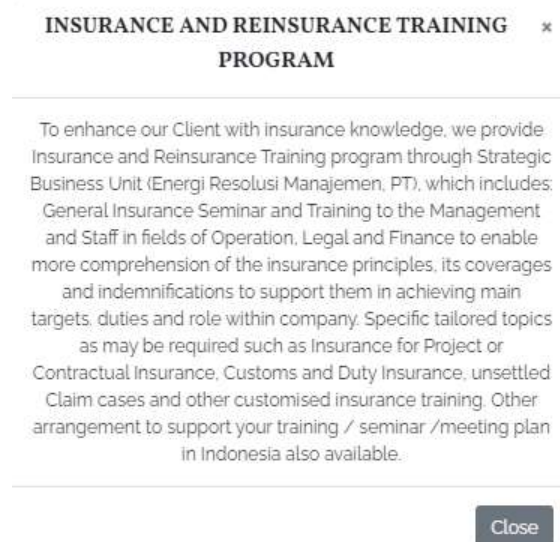 INSURANCE AND REINSURANCE TRAINING ×
PROGRAM
To enhance our Client with insurance knowledge, we provide
Insurance and Reinsurance Training program through Strategic
Business Unit (Energi Resolusi Manajemen, PT), which includes:
General Insurance Seminar and Training to the Management
and Staff in fields of Operation, Legal and Finance to enable
more comprehension of the insurance principles, its coverages
and indemnifications to support them in achieving main
targets. duties and role within company. Specific tailored topics
as may be required such as Insurance for Project or
Contractual Insurance, Customs and Duty Insurance, unsettled
Claim cases and other customised insurance training. Other
arrangement to support your training / seminar /meeting plan
in Indonesia also available.
Close